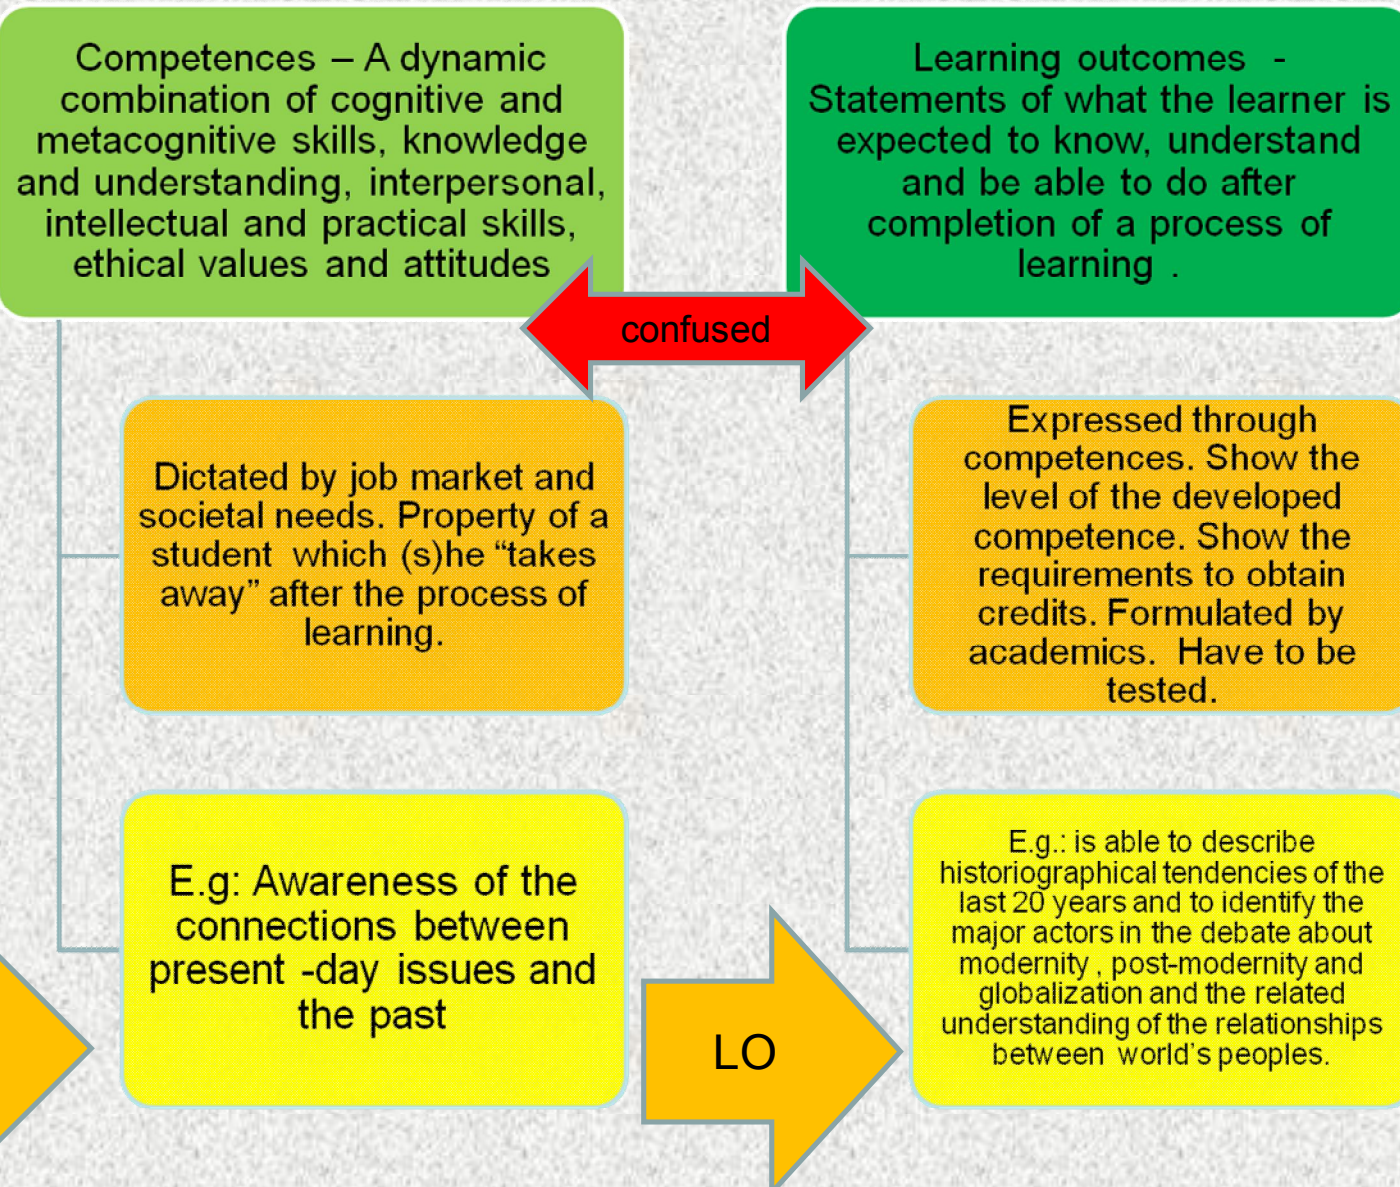 Competences – A dynamic
combination of cognitive and
metacognitive skills, knowledge
and understanding, interpersonal,
intellectual and practical skills,
ethical values and attitudes
Learning outcomes -
Statements of what the learner is
expected to know, understand
and be able to do after
completion of a process of
learning .
confused
Dictated by job market and
societal needs. Property of a
student which (s)he “takes
away” after the process of
learning.
Expressed through
competences. Show the
level of the developed
competence. Show the
requirements to obtain
credits. Formulated by
academics. Have to be
tested.
E.g: Awareness of the
connections between
present -day issues and
the past
LO
E.g.: is able to describe
historiographical tendencies of the
last 20 years and to identify the
major actors in the debate about
modernity , post-modernity and
globalization and the related
understanding of the relationships
between world’s peoples.